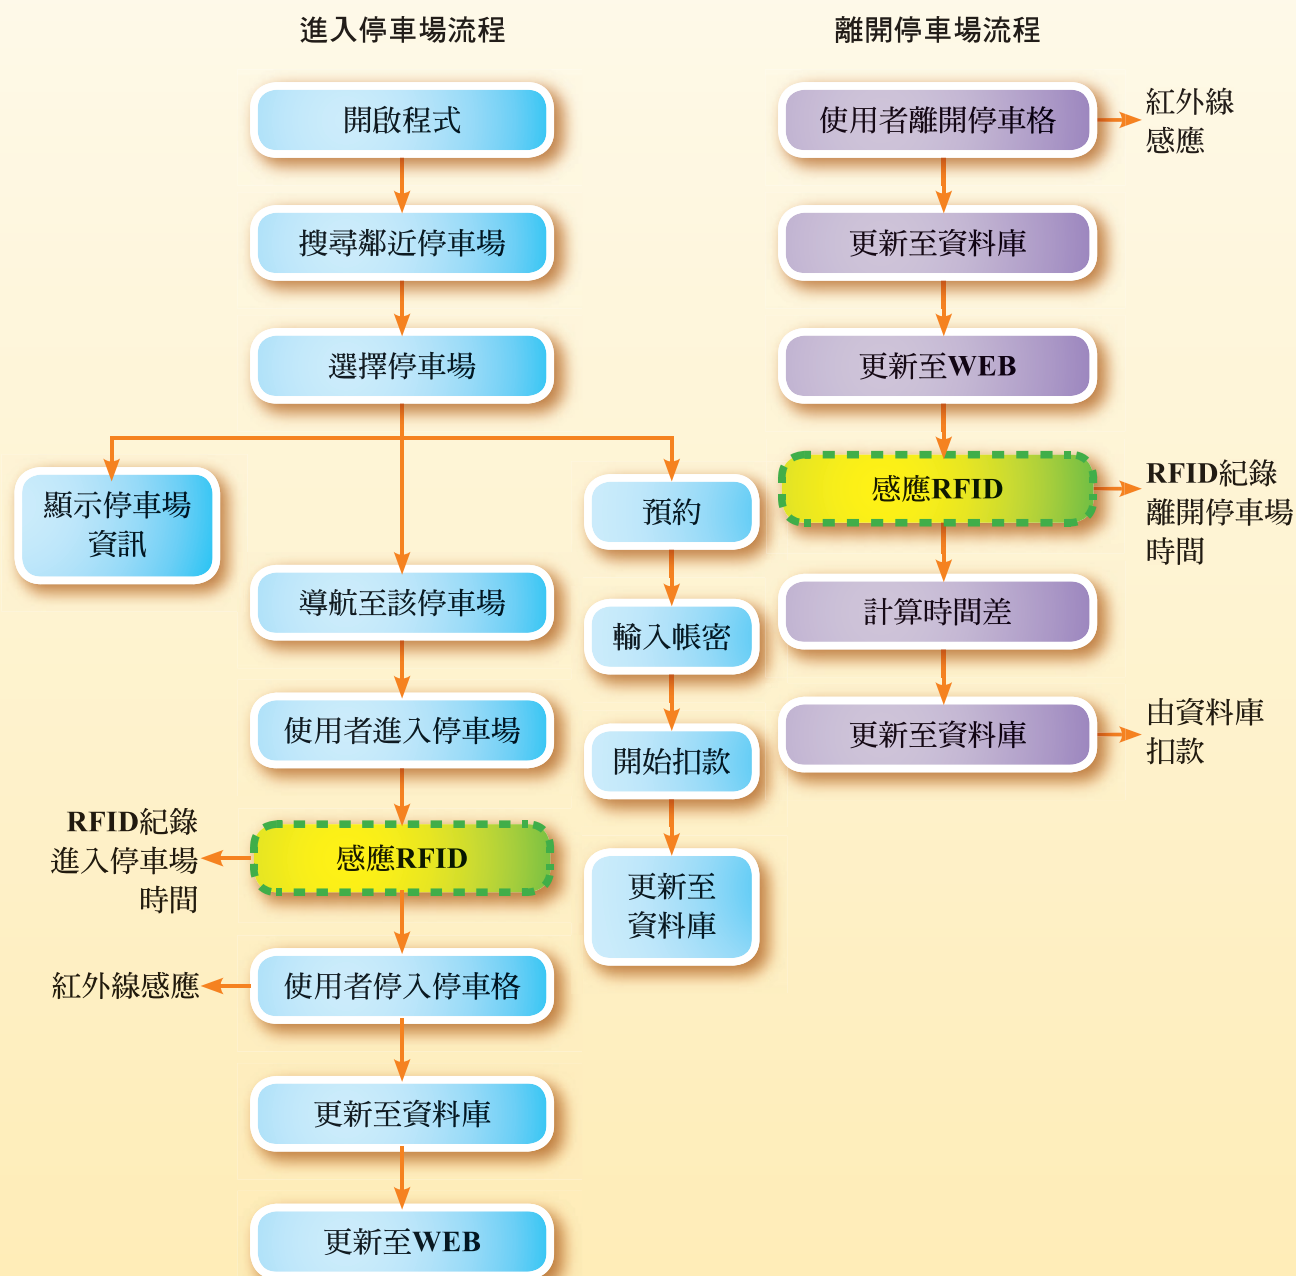 進入停車場流程
開啟程式
搜尋鄰近停車場
選擇停車場
顯示停車場
資訊
導航至該停車場
使用者進入停車場
感應RFID
RFID紀錄
進入停車場
時間
使用者停入停車格
紅外線感應
更新至資料庫
更新至WEB
預約
輸入帳密
開始扣款
更新至
資料庫
離開停車場流程
使用者離開停車格
紅外線
感應
更新至資料庫
更新至WEB
感應RFID
RFID紀錄
離開停車場
時間
計算時間差
更新至資料庫
由資料庫
扣款